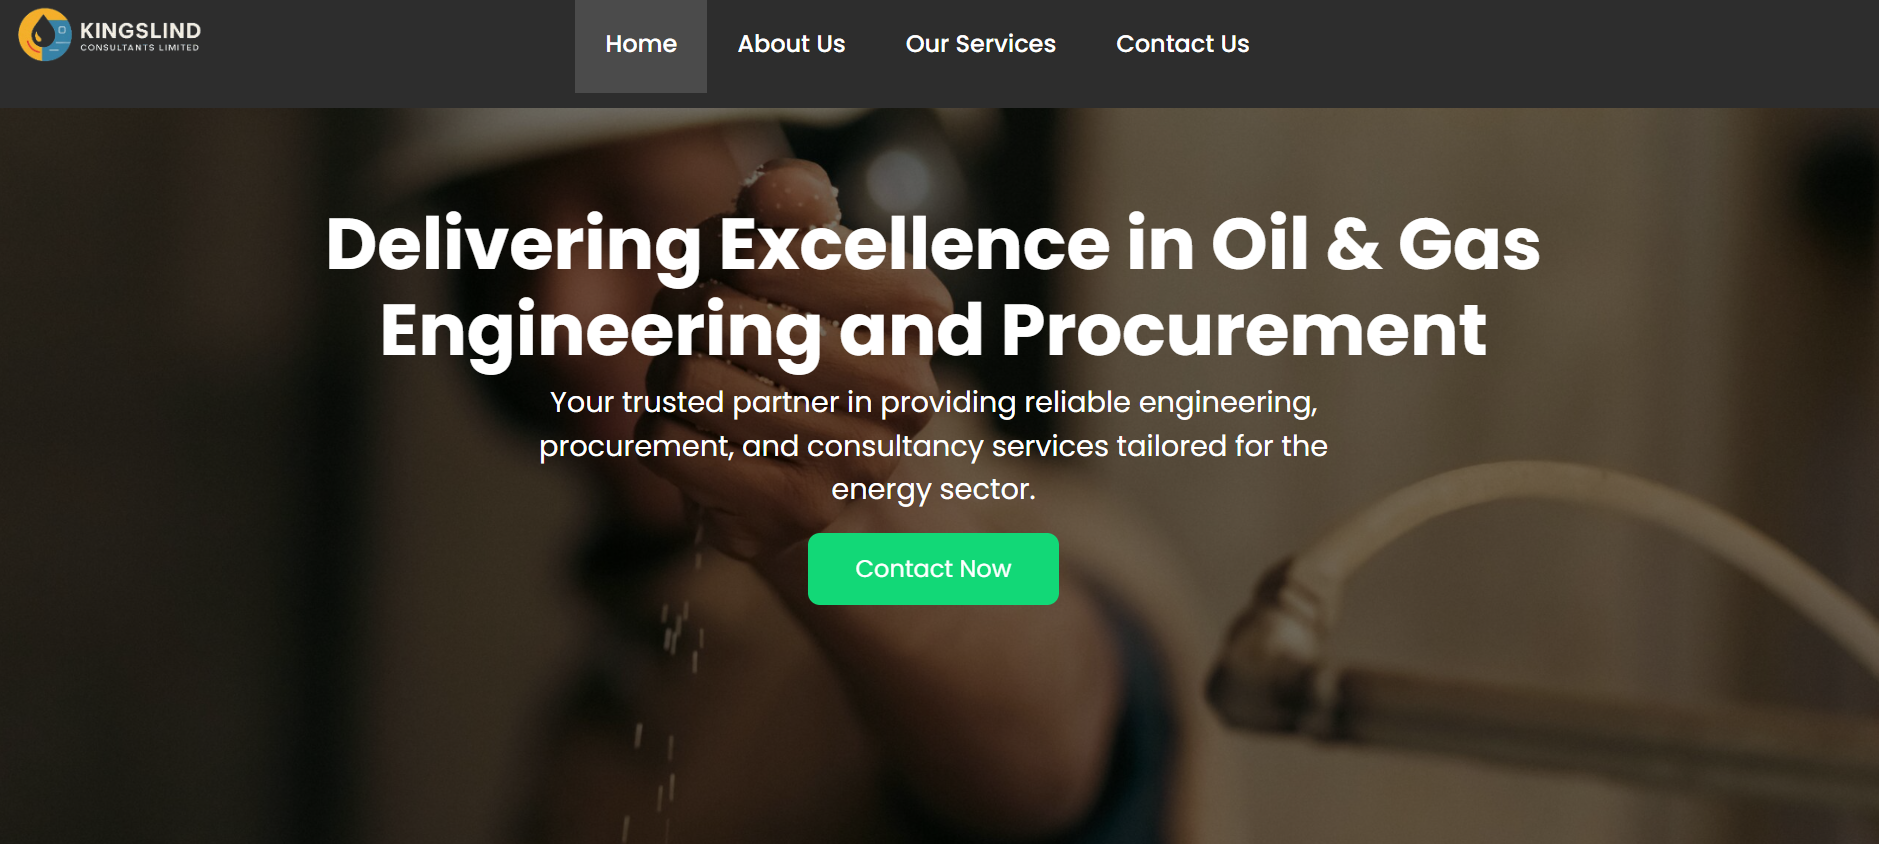 KINGSLIND
CONSULTANTS LIMITED
Home
About Us
Our Services
Contact Us
Delivering Excellence in Oil & Gas
Engineering and Procurement
Your trusted partner in providing reliable engineering,
procurement, and consultancy services tailored for the
energy sector.
Contact Now